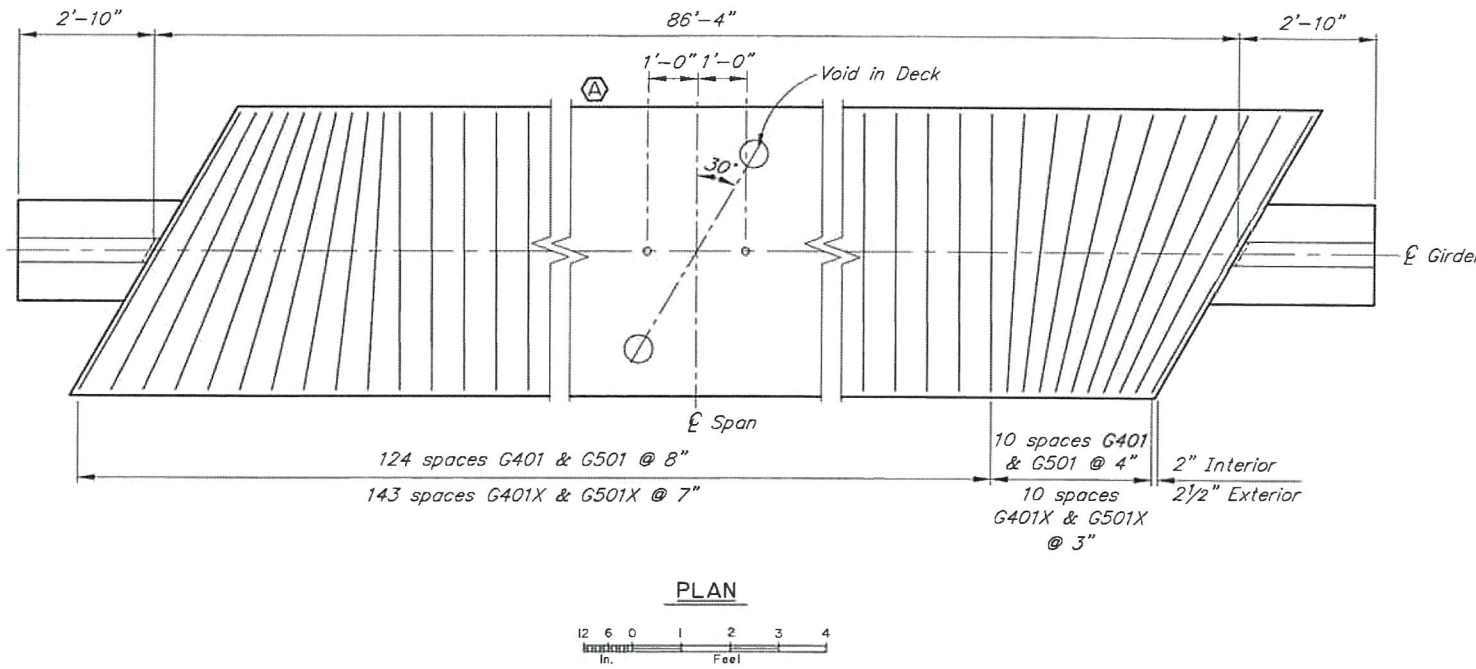 2'-10" 86'-4" 2'-10"
1'-0" 1'-0"
A
Void in Deck
30°
℄ Girder
℄ Span
124 spaces G401 & G501 @ 8"
143 spaces G401X & G501X @ 7"
10 spaces G401
& G501 @ 4"
10 spaces
G401X & G501X
@ 3"
2" Interior
2½" Exterior
PLAN
12 6 0 1 2 3 4
In. Feet